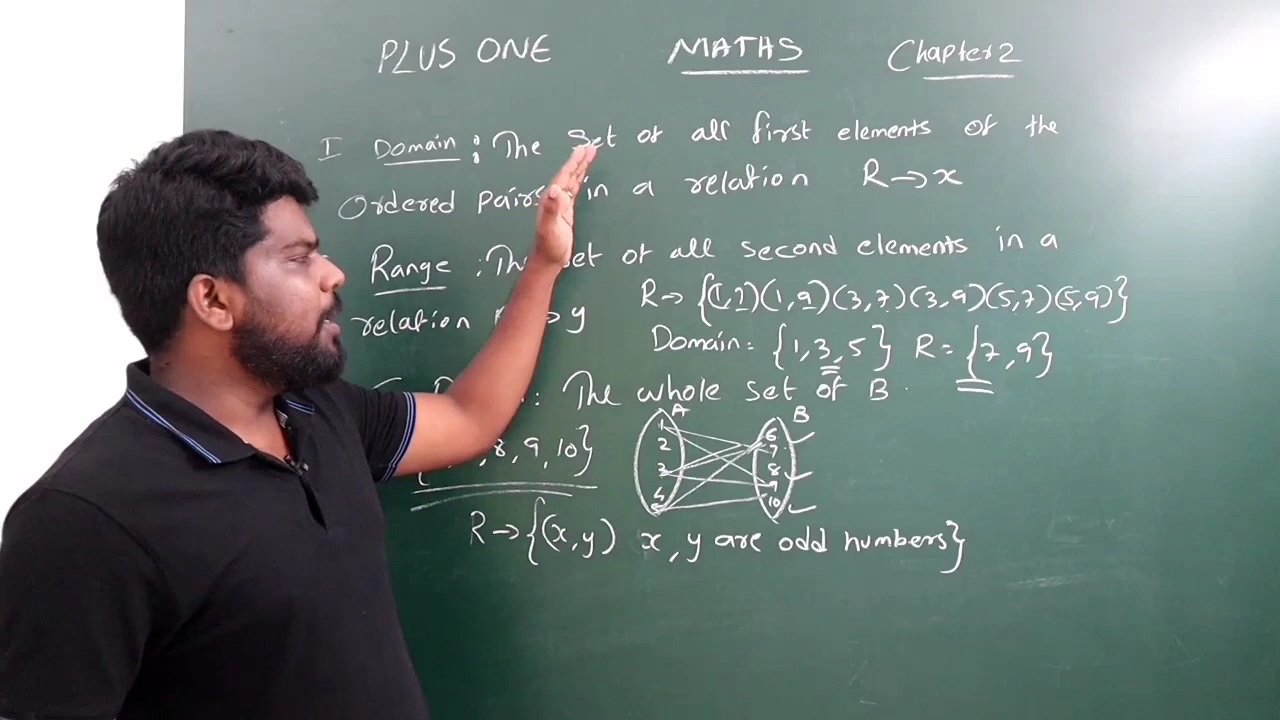 PLUS ONE MATHS Chapter 2
I Domain : The Set of all first elements of the
Ordered pairs in a relation R→x
Range : The set of all second elements in a
relation → y
R→ {(1,7)(1,9)(3,7)(3,9)(5,7)(5,9)}
Domain = {1,3,5} R = {7,9}
: The whole set of B
A B
1 6
2 7
3 8
4 9
5 10
8, 9, 10}
R→{(x,y) x,y are odd numbers}